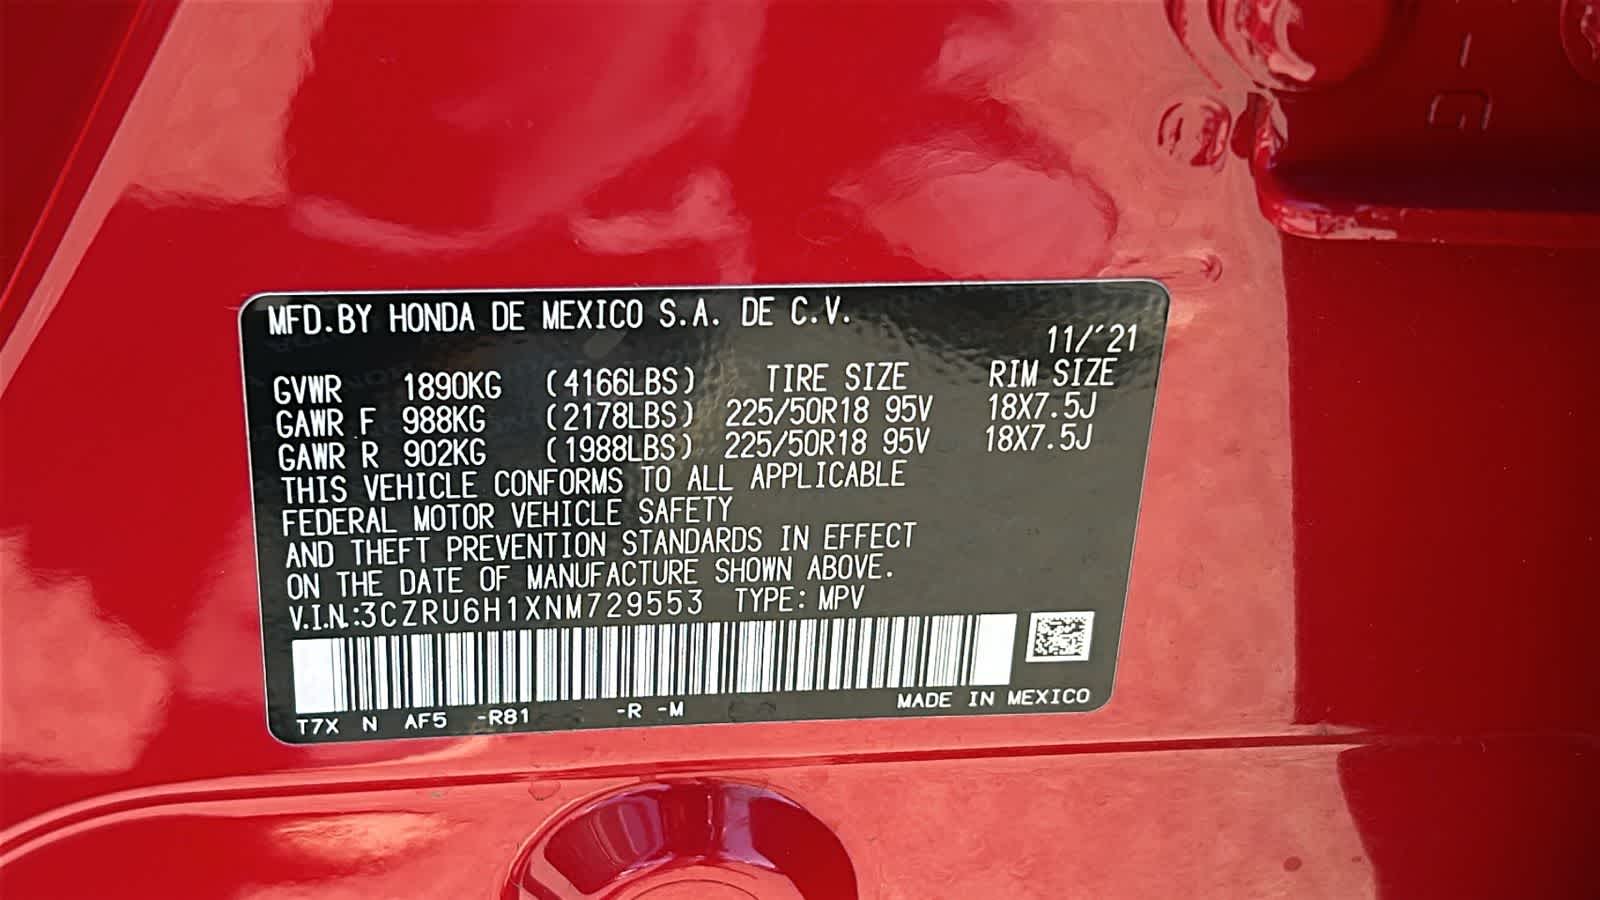 MFD.BY HONDA DE MEXICO S.A. DE C.V.
11/'21
GVWR 1890KG (4166LBS) TIRE SIZE RIM SIZE
GAWR F 988KG (2178LBS) 225/50R18 95V 18X7.5J
GAWR R 902KG (1988LBS) 225/50R18 95V 18X7.5J
THIS VEHICLE CONFORMS TO ALL APPLICABLE
FEDERAL MOTOR VEHICLE SAFETY
AND THEFT PREVENTION STANDARDS IN EFFECT
ON THE DATE OF MANUFACTURE SHOWN ABOVE.
V.I.N.:3CZRU6H1XNM729553 TYPE: MPV
T7X N AF5 -R81 -R -M MADE IN MEXICO